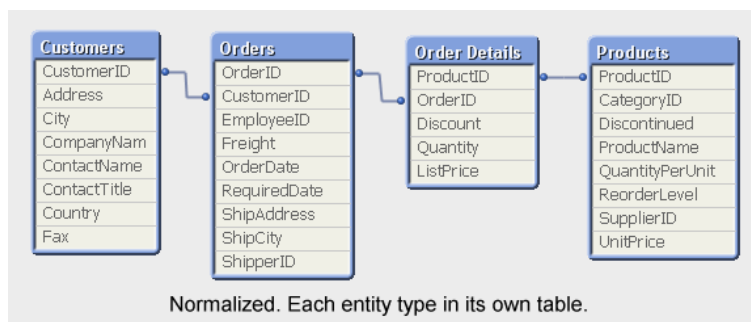 Customers
CustomerID
Address
City
CompanyNam
ContactName
ContactTitle
Country
Fax
Orders
OrderID
CustomerID
EmployeeID
Freight
OrderDate
RequiredDate
ShipAddress
ShipCity
ShipperID
Order Details
ProductID
OrderID
Discount
Quantity
ListPrice
Products
ProductID
CategoryID
Discontinued
ProductName
QuantityPerUnit
ReorderLevel
SupplierID
UnitPrice
Normalized. Each entity type in its own table.